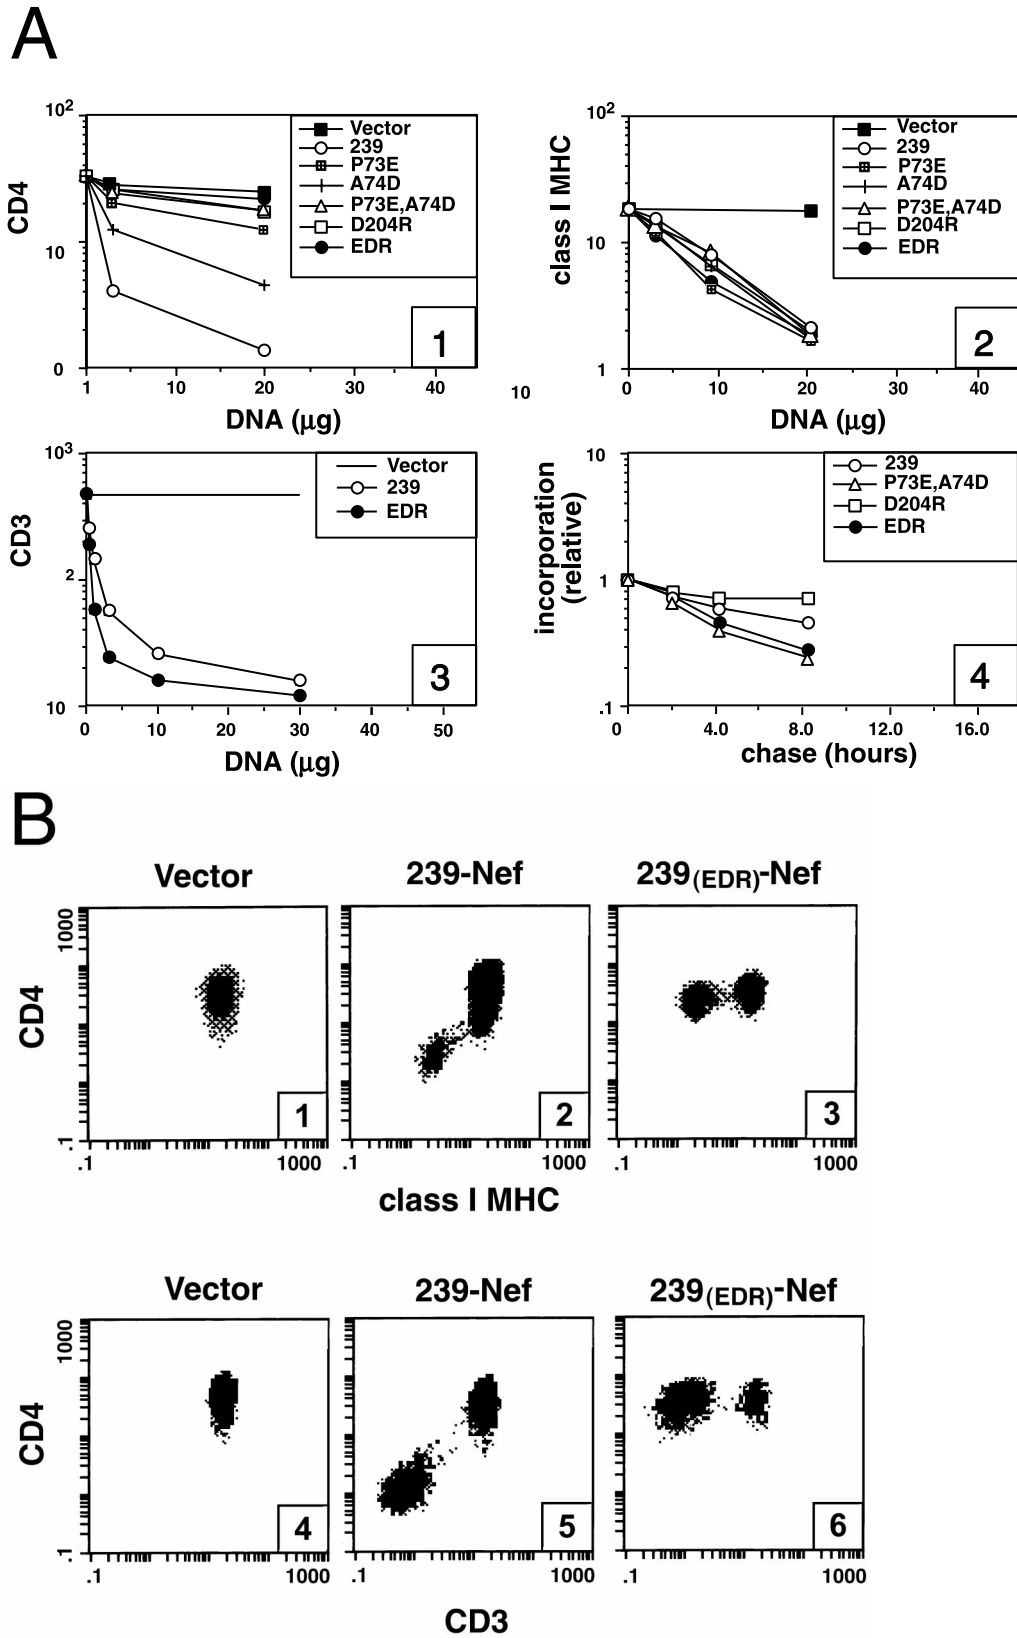 A
CD4
10²
10
0
1 10 20 30 40
DNA (μg)
Vector
239
P73E
A74D
P73E,A74D
D204R
EDR
1
class I MHC
10²
10
1
0 10 20 30 40
DNA (μg)
Vector
239
P73E
A74D
P73E,A74D
D204R
EDR
2
10
CD3
10³
2
10
0 10 20 30 40 50
DNA (μg)
Vector
239
EDR
3
incorporation
(relative)
10
1
.1
0 4.0 8.0 12.0 16.0
chase (hours)
239
P73E,A74D
D204R
EDR
4
B
Vector
239-Nef
239(EDR)-Nef
CD4
1000
.1
1
2
3
.1 1000
.1 1000
.1 1000
class I MHC
Vector
239-Nef
239(EDR)-Nef
CD4
1000
.1
4
5
6
.1 1000
.1 1000
.1 1000
CD3